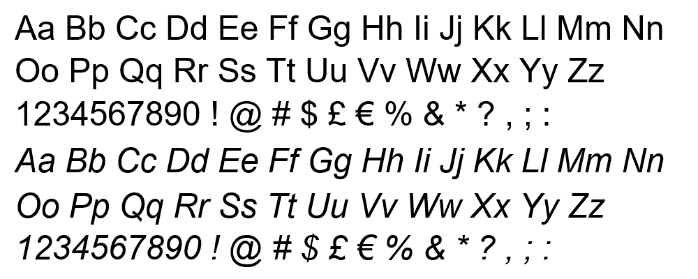 Aa Bb Cc Dd Ee Ff Gg Hh Ii Jj Kk Ll Mm Nn
Oo Pp Qq Rr Ss Tt Uu Vv Ww Xx Yy Zz
1234567890 ! @ # $ £ € % & * ? , ; :
Aa Bb Cc Dd Ee Ff Gg Hh Ii Jj Kk Ll Mm Nn
Oo Pp Qq Rr Ss Tt Uu Vv Ww Xx Yy Zz
1234567890 ! @ # $ £ € % & * ? , ; :